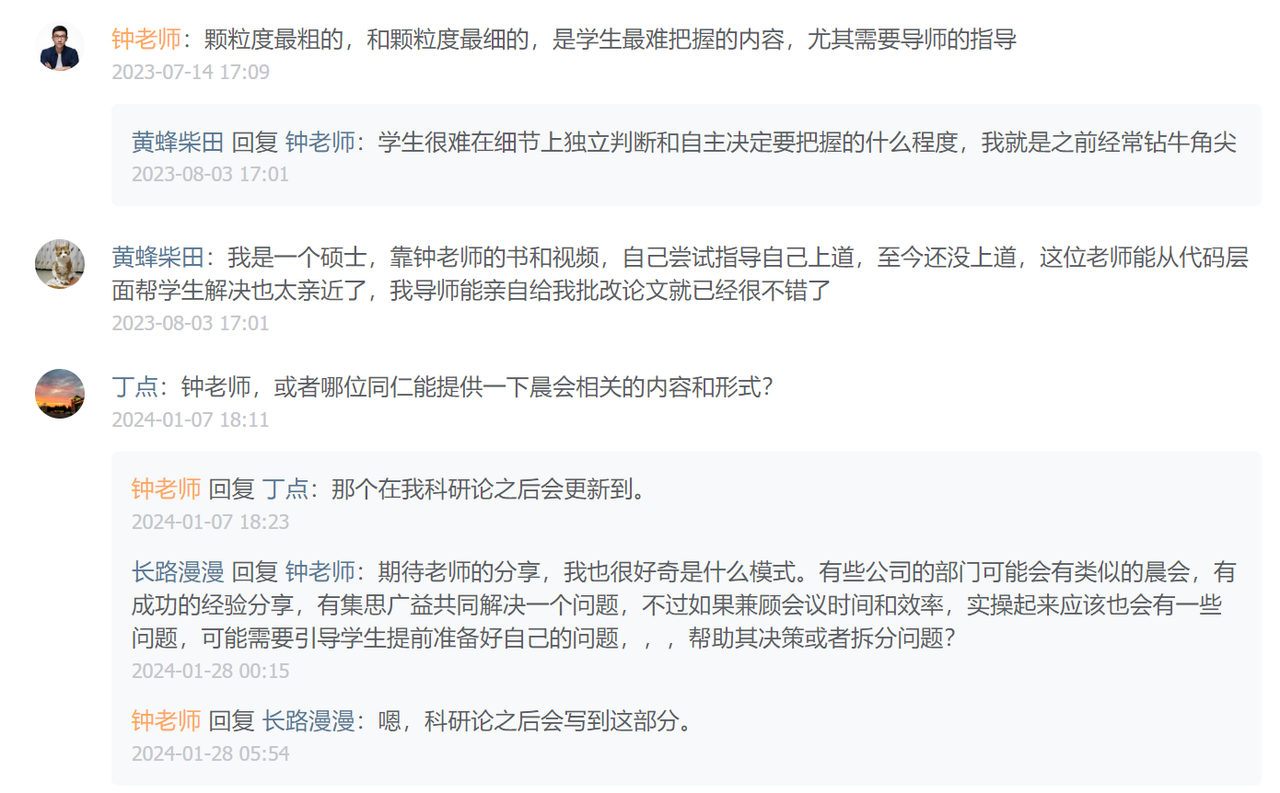 钟老师：颗粒度最粗的，和颗粒度最细的，是学生最难把握的内容，尤其需要导师的指导
2023-07-14 17:09
黄蜂柴田 回复 钟老师：学生很难在细节上独立判断和自主决定要把握的什么程度，我就是之前经常钻牛角尖
2023-08-03 17:01
黄蜂柴田：我是一个硕士，靠钟老师的书和视频，自己尝试指导自己上道，至今还没上道，这位老师能从代码层
面帮学生解决也太亲近了，我导师能亲自给我批改论文就已经很不错了
2023-08-03 17:01
丁点：钟老师，或者哪位同仁能提供一下晨会相关的内容和形式？
2024-01-07 18:11
钟老师 回复 丁点：那个在我科研论之后会更新到。
2024-01-07 18:23
长路漫漫 回复 钟老师：期待老师的分享，我也很好奇是什么模式。有些公司的部门可能会有类似的晨会，有
成功的经验分享，有集思广益共同解决一个问题，不过如果兼顾会议时间和效率，实操起来应该也会有一些
问题，可能需要引导学生提前准备好自己的问题，，，帮助其决策或者拆分问题？
2024-01-28 00:15
钟老师 回复 长路漫漫：嗯，科研论之后会写到这部分。
2024-01-28 05:54